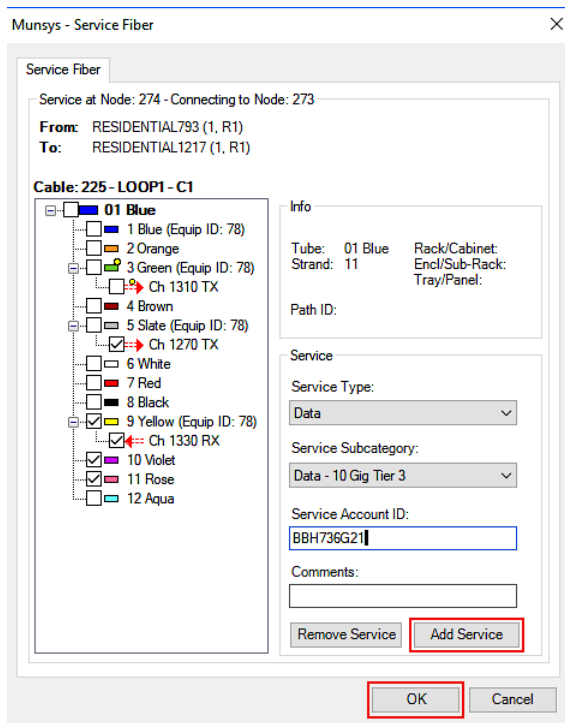 Munsys - Service Fiber
Service Fiber
Service at Node: 274 - Connecting to Node: 273
From: RESIDENTIAL793 (1, R1)
To: RESIDENTIAL1217 (1, R1)
Cable: 225 - LOOP1 - C1
01 Blue
1 Blue (Equip ID: 78)
2 Orange
3 Green (Equip ID: 78)
Ch 1310 TX
4 Brown
5 Slate (Equip ID: 78)
Ch 1270 TX
6 White
7 Red
8 Black
9 Yellow (Equip ID: 78)
Ch 1330 RX
10 Violet
11 Rose
12 Aqua
Info
Tube: 01 Blue Rack/Cabinet:
Strand: 11 Encl/Sub-Rack:
Tray/Panel:
Path ID:
Service
Service Type:
Data
Service Subcategory:
Data - 10 Gig Tier 3
Service Account ID:
BBH736G21
Comments:
Remove Service Add Service
OK Cancel